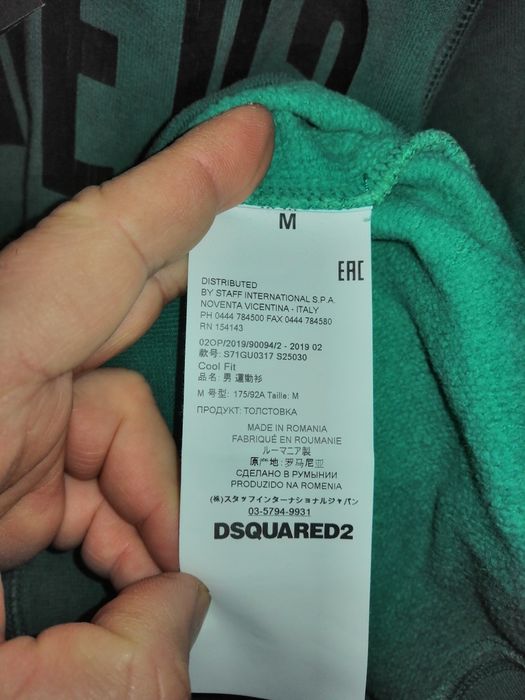 M
EAC
DISTRIBUTED
BY STAFF INTERNATIONAL S.P.A.
NOVENTA VICENTINA - ITALY
PH 0444 784500 FAX 0444 784580
RN 154143
02OP/2019/90094/2 - 2019 02
款号: S71GU0317 S25030
Cool Fit
品名: 男 運動衫
M 号型: 175/92A Taille: M
ПРОДУКТ: ТОЛСТОВКА
MADE IN ROMANIA
FABRIQUÉ EN ROUMANIE
ルーマニア製
原产地: 罗马尼亚
СДЕЛАНО В РУМЫНИИ
PRODUZIDO NA ROMENIA
(株)スタッフインターナショナルジャパン
03-5794-9931
DSQUARED2